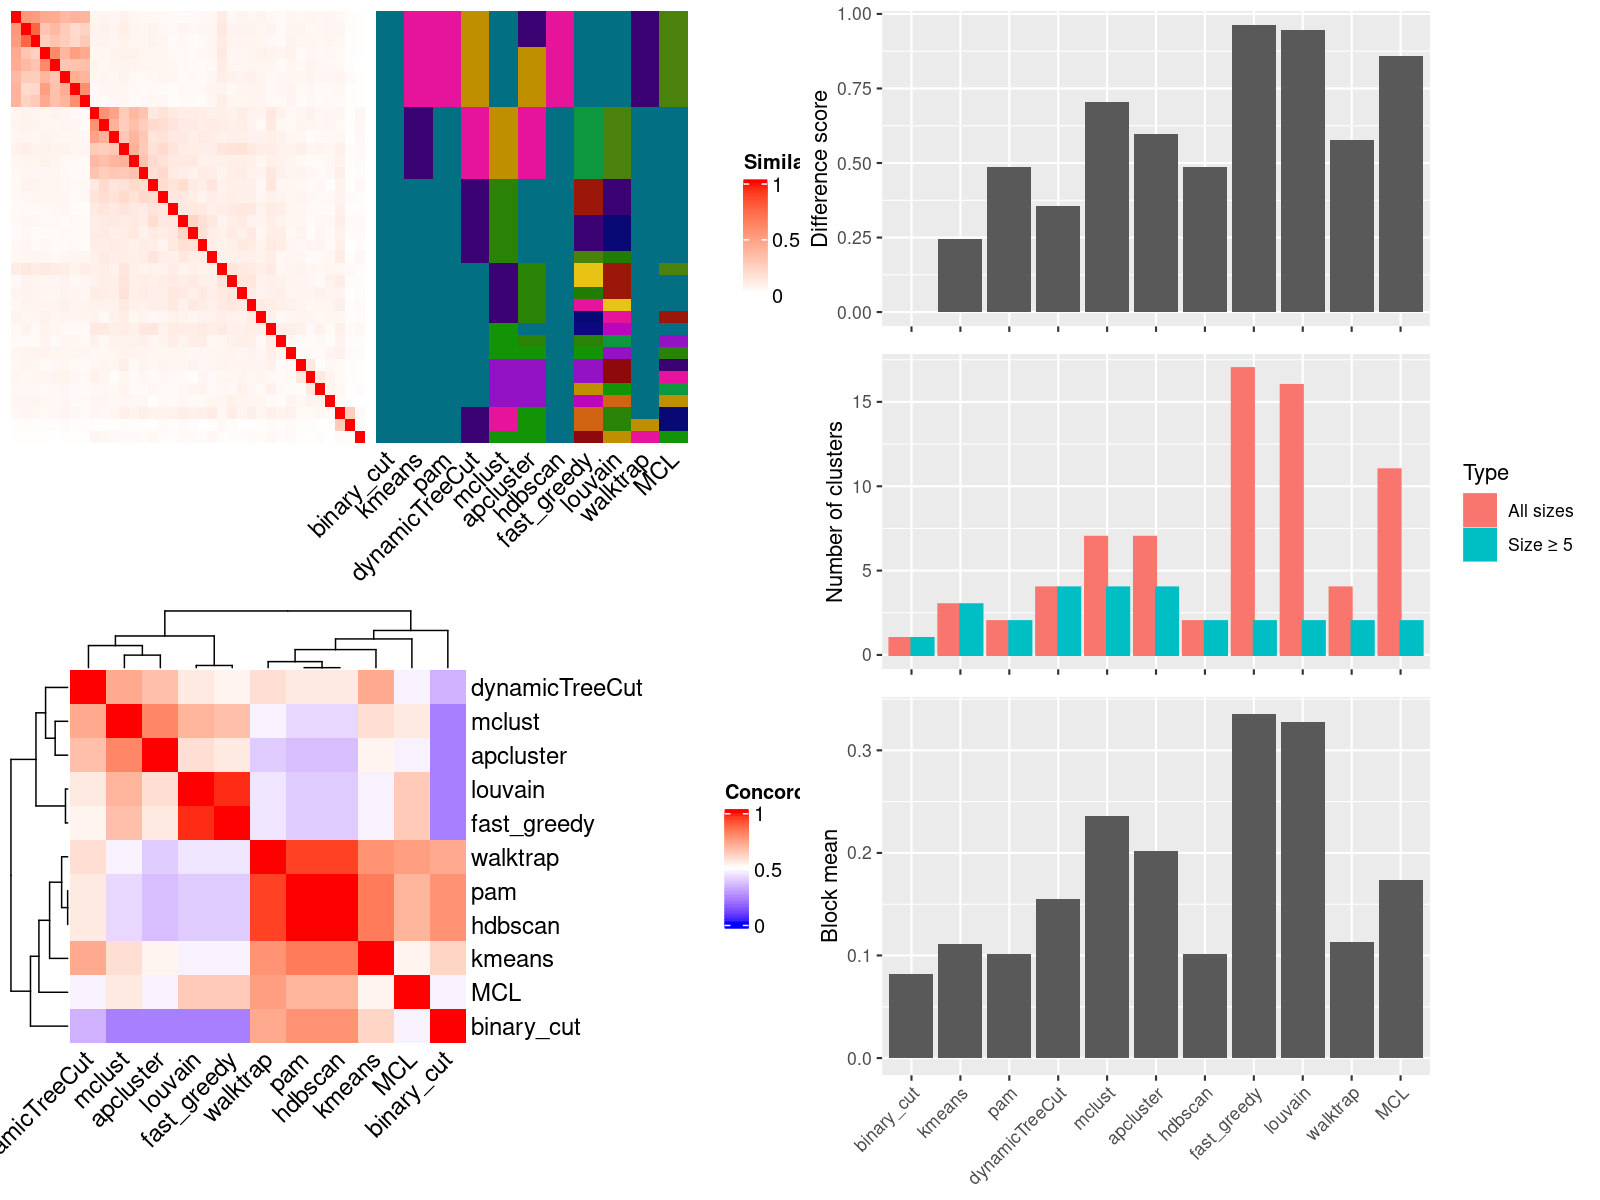 Simila
1
0.5
0
binary_cut
kmeans
pam
dynamicTreeCut
mclust
apcluster
hdbscan
fast_greedy
louvain
walktrap
MCL
Difference score
1.00
0.75
0.50
0.25
0.00
Number of clusters
15
10
5
0
Type
All sizes
Size ≥ 5
dynamicTreeCut
mclust
apcluster
louvain
fast_greedy
walktrap
pam
hdbscan
kmeans
MCL
binary_cut
amicTreeCut
mclust
apcluster
louvain
fast_greedy
walktrap
pam
hdbscan
kmeans
MCL
binary_cut
Concord
1
0.5
0
Block mean
0.3
0.2
0.1
0.0
binary_cut
kmeans
pam
dynamicTreeCut
mclust
apcluster
hdbscan
fast_greedy
louvain
walktrap
MCL